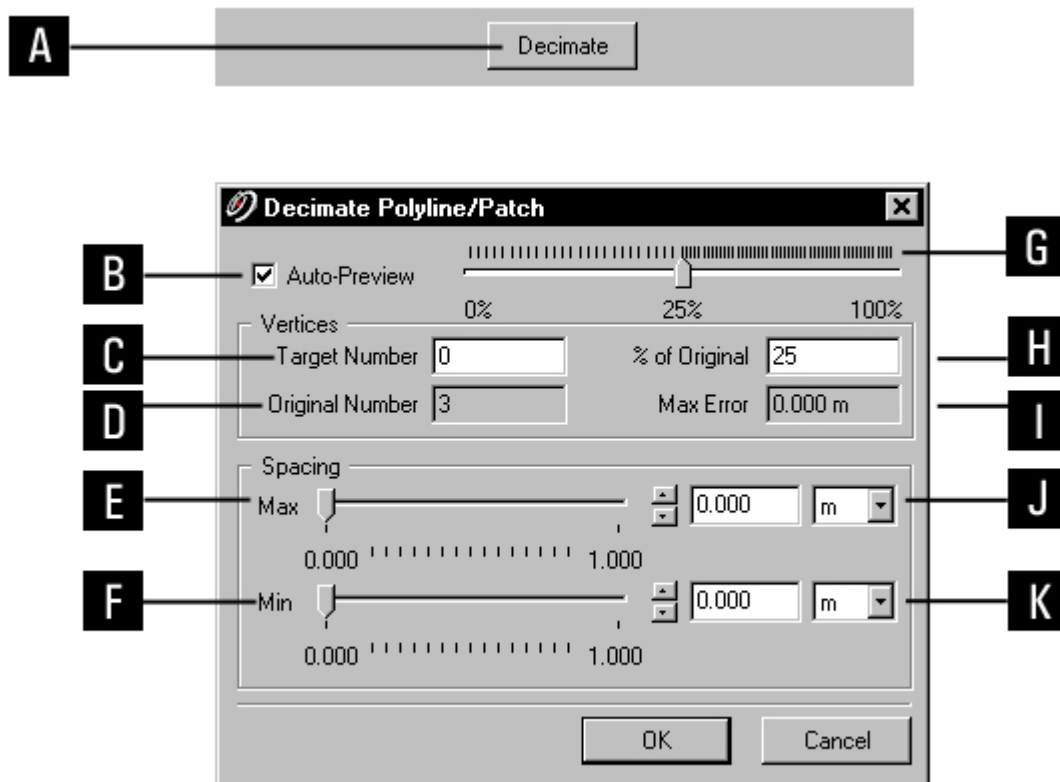 A Decimate
Decimate Polyline/Patch
G
B Auto-Preview
0% 25% 100%
Vertices
C Target Number 0 % of Original 25 H
D Original Number 3 Max Error 0.000 m I
Spacing
E Max 0.000 m J
0.000 1.000
F Min 0.000 m K
0.000 1.000
OK Cancel